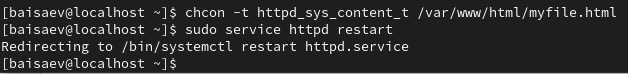 [baisaev@localhost ~]$ chcon -t httpd_sys_content_t /var/www/html/myfile.html
[baisaev@localhost ~]$ sudo service httpd restart
Redirecting to /bin/systemctl restart httpd.service
[baisaev@localhost ~]$